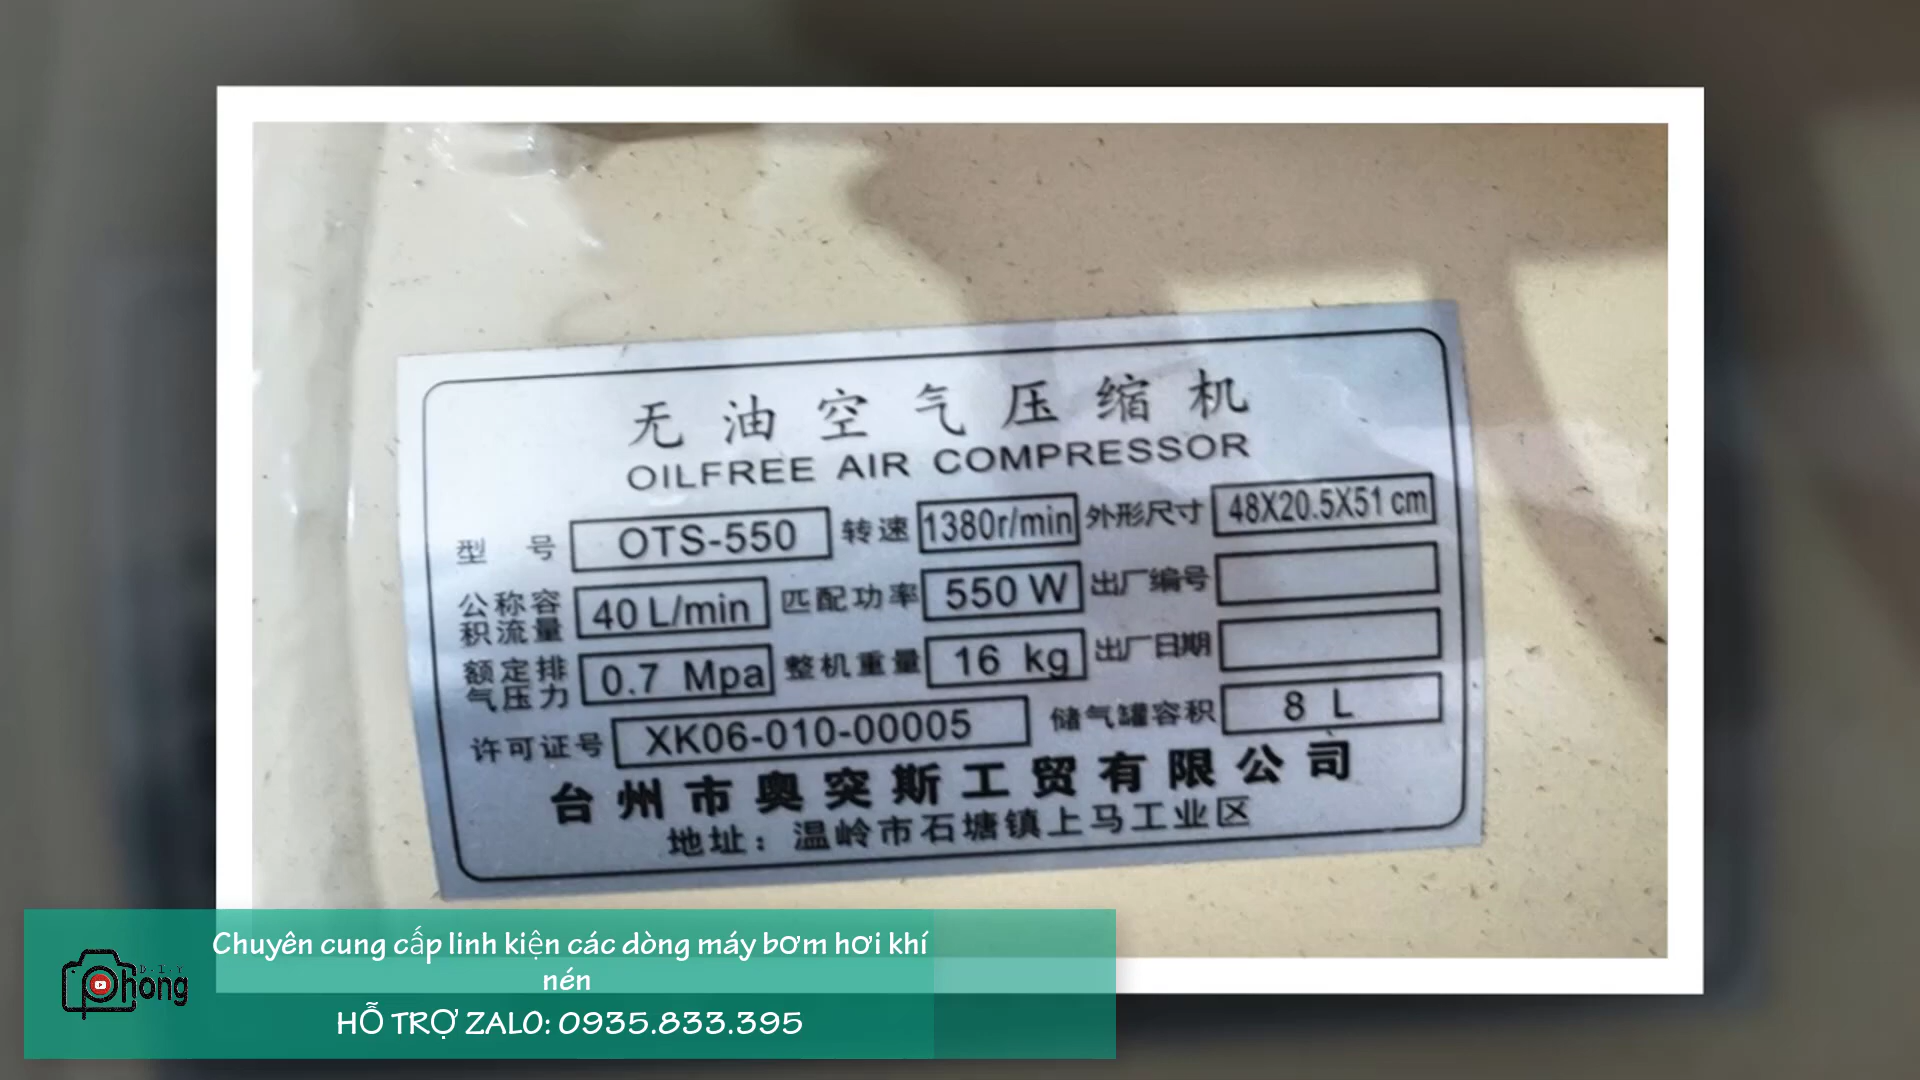 无油空气压缩机
OILFREE AIR COMPRESSOR
型 号 OTS-550 转速 1380r/min 外形尺寸 48X20.5X51 cm
公称容积流量 40 L/min 匹配功率 550 W 出厂编号
额定排气压力 0.7 Mpa 整机重量 16 kg 出厂日期
许可证号 XK06-010-00005 储气罐容积 8 L
台州市奥突斯工贸有限公司
地址：温岭市石塘镇上马工业区
D.I.Y
phong
Chuyên cung cấp linh kiện các dòng máy bơm hơi khí
nén
HỖ TRỢ ZALO: 0935.833.395